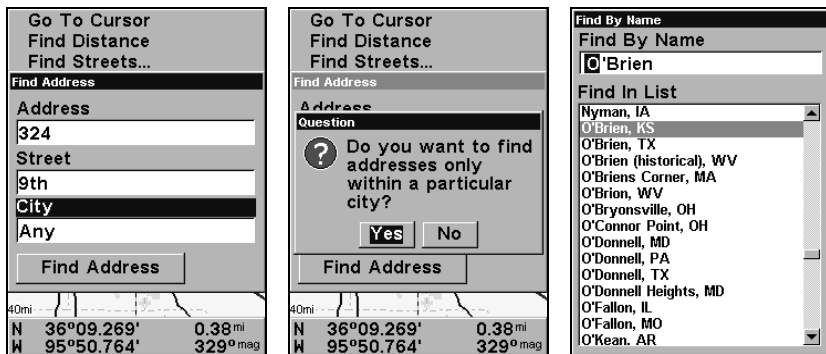 Go To Cursor
Find Distance
Find Streets...
Find Address
Address
324
Street
9th
City
Any
Find Address
40mi
N 36°09.269' 0.38 mi
W 95°50.764' 329° mag
Go To Cursor
Find Distance
Find Streets...
Find Address
Address
Question
? Do you want to find
addresses only
within a particular
city?
Yes No
Find Address
40mi
N 36°09.269' 0.38 mi
W 95°50.764' 329° mag
Find By Name
Find By Name
O'Brien
Find In List
Nyman, IA
O'Brien, KS
O'Brien, TX
O'Brien (historical), WV
O'Briens Corner, MA
O'Brion, WV
O'Bryonsville, OH
O'Connor Point, OH
O'Donnell, MD
O'Donnell, PA
O'Donnell, TX
O'Donnell Heights, MD
O'Fallon, IL
O'Fallon, MO
O'Kean, AR